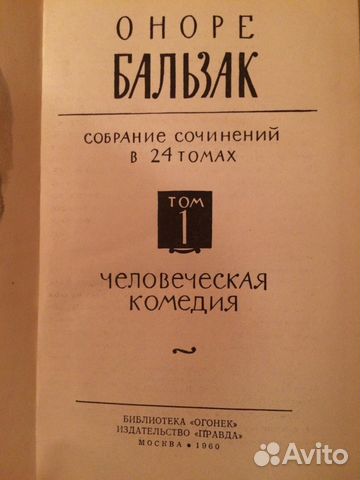 ОНОРЕ
БАЛЬЗАК
СОБРАНИЕ СОЧИНЕНИЙ
В 24 ТОМАХ
ТОМ
1
ЧЕЛОВЕЧЕСКАЯ
КОМЕДИЯ
~
БИБЛИОТЕКА «ОГОНЕК»
ИЗДАТЕЛЬСТВО «ПРАВДА»
МОСКВА • 1960
Avito